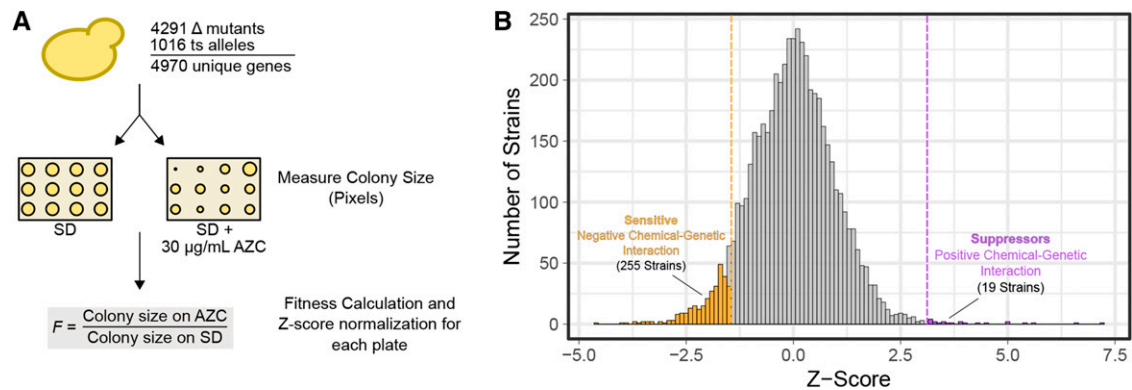 A
4291 Δ mutants
1016 ts alleles
4970 unique genes
SD
SD +
30 µg/mL AZC
Measure Colony Size
(Pixels)
F = Colony size on AZC
Colony size on SD
Fitness Calculation and
Z-score normalization for
each plate
B
Number of Strains
250
200
150
100
50
0
Sensitive
Negative Chemical-Genetic
Interaction
(255 Strains)
Suppressors
Positive Chemical-Genetic
Interaction
(19 Strains)
−5.0
−2.5
0.0
2.5
5.0
7.5
Z−Score